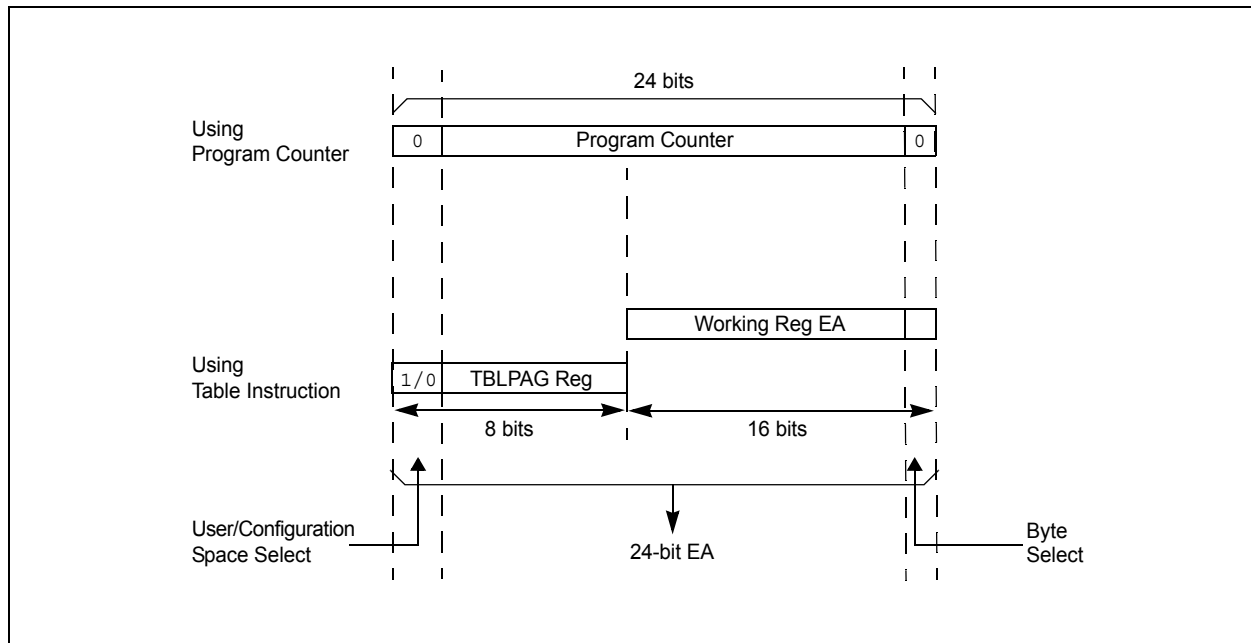 24 bits
Using
Program Counter
0
Program Counter
0
Working Reg EA
Using
Table Instruction
1/0
TBLPAG Reg
8 bits
16 bits
User/Configuration
Space Select
24-bit EA
Byte
Select